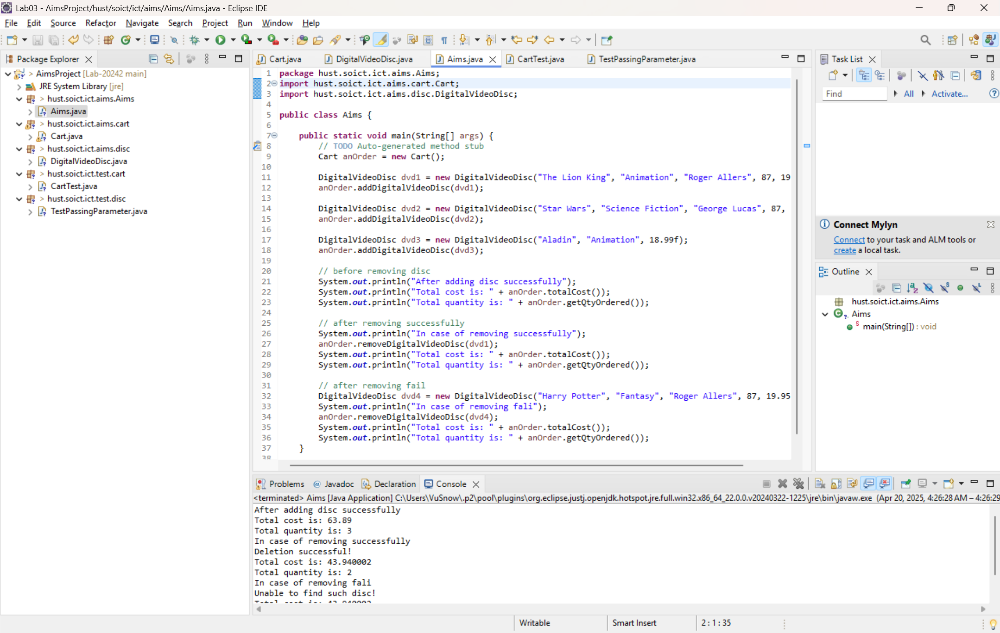 Lab03 - AimsProject/hust/soict/ict/aims/Aims/Aims.java - Eclipse IDE
File Edit Source Refactor Navigate Search Project Run Window Help
Package Explorer
> AimsProject [Lab-20242 main]
JRE System Library [jre]
> hust.soict.ict.aims.Aims
Aims.java
> hust.soict.ict.aims.cart
Cart.java
> hust.soict.ict.aims.disc
DigitalVideoDisc.java
> hust.soict.ict.test.cart
CartTest.java
> hust.soict.ict.test.disc
TestPassingParameter.java
Cart.java DigitalVideoDisc.java Aims.java CartTest.java TestPassingParameter.java
1 package hust.soict.ict.aims.Aims;
2 import hust.soict.ict.aims.cart.Cart;
3 import hust.soict.ict.aims.disc.DigitalVideoDisc;
4
5 public class Aims {
6
7 public static void main(String[] args) {
8 // TODO Auto-generated method stub
9 Cart anOrder = new Cart();
10
11 DigitalVideoDisc dvd1 = new DigitalVideoDisc("The Lion King", "Animation", "Roger Allers", 87, 19
12 anOrder.addDigitalVideoDisc(dvd1);
13
14 DigitalVideoDisc dvd2 = new DigitalVideoDisc("Star Wars", "Science Fiction", "George Lucas", 87,
15 anOrder.addDigitalVideoDisc(dvd2);
16
17 DigitalVideoDisc dvd3 = new DigitalVideoDisc("Aladin", "Animation", 18.99f);
18 anOrder.addDigitalVideoDisc(dvd3);
19
20 // before removing disc
21 System.out.println("After adding disc successfully");
22 System.out.println("Total cost is: " + anOrder.totalCost());
23 System.out.println("Total quantity is: " + anOrder.getQtyOrdered());
24
25 // after removing successfully
26 System.out.println("In case of removing successfully");
27 anOrder.removeDigitalVideoDisc(dvd1);
28 System.out.println("Total cost is: " + anOrder.totalCost());
29 System.out.println("Total quantity is: " + anOrder.getQtyOrdered());
30
31 // after removing fail
32 DigitalVideoDisc dvd4 = new DigitalVideoDisc("Harry Potter", "Fantasy", "Roger Allers", 87, 19.95
33 System.out.println("In case of removing fali");
34 anOrder.removeDigitalVideoDisc(dvd4);
35 System.out.println("Total cost is: " + anOrder.totalCost());
36 System.out.println("Total quantity is: " + anOrder.getQtyOrdered());
37 }
38
Task List
Find All Activate...
Connect Mylyn
Connect to your task and ALM tools or
create a local task.
Outline
hust.soict.ict.aims.Aims
Aims
main(String[]) : void
Problems Javadoc Declaration Console
<terminated> Aims [Java Application] C:\Users\VuSnow\.p2\pool\plugins\org.eclipse.justj.openjdk.hotspot.jre.full.win32.x86_64_22.0.0.v20240322-1225\jre\bin\javaw.exe (Apr 20, 2025, 4:26:28 AM – 4:26:29
After adding disc successfully
Total cost is: 63.89
Total quantity is: 3
In case of removing successfully
Deletion successful!
Total cost is: 43.940002
Total quantity is: 2
In case of removing fali
Unable to find such disc!
Total cost is: 43.940002
Writable Smart Insert 2 : 1 : 35